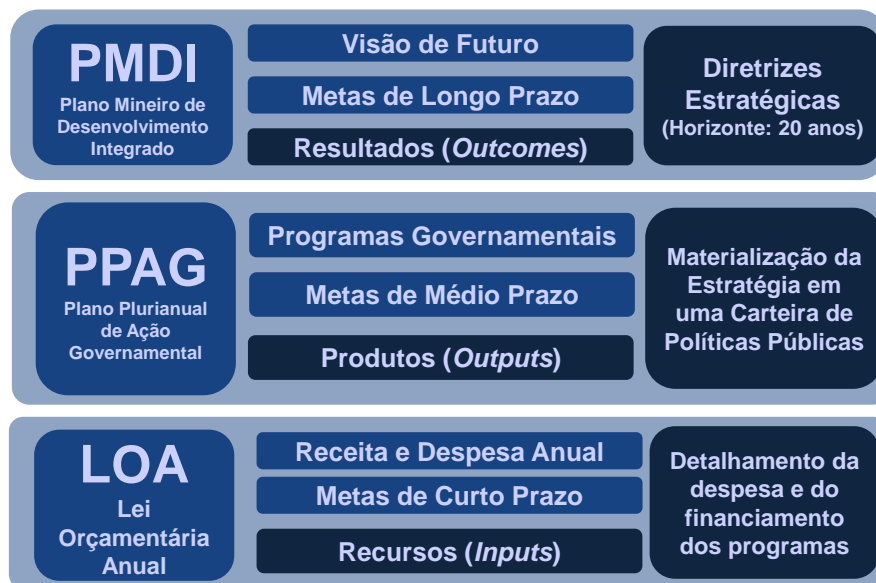 PMDI
Plano Mineiro de
Desenvolvimento
Integrado
Visão de Futuro
Metas de Longo Prazo
Resultados (Outcomes)
Diretrizes
Estratégicas
(Horizonte: 20 anos)
PPAG
Plano Plurianual
de Ação
Governamental
Programas Governamentais
Metas de Médio Prazo
Produtos (Outputs)
Materialização da
Estratégia em
uma Carteira de
Políticas Públicas
LOA
Lei
Orçamentária
Anual
Receita e Despesa Anual
Metas de Curto Prazo
Recursos (Inputs)
Detalhamento da
despesa e do
financiamento
dos programas